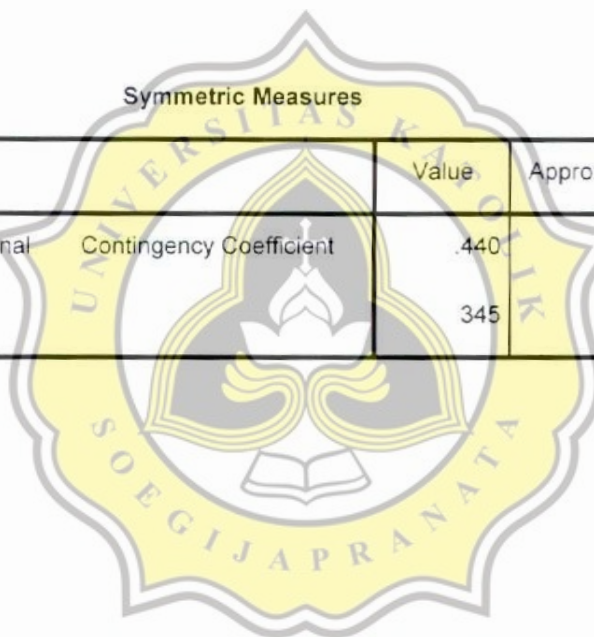 Symmetric Measures
Value Appro
nal Contingency Coefficient .440
345
UNIVERSITAS KATOLIK
SOEGIJAPRANATA